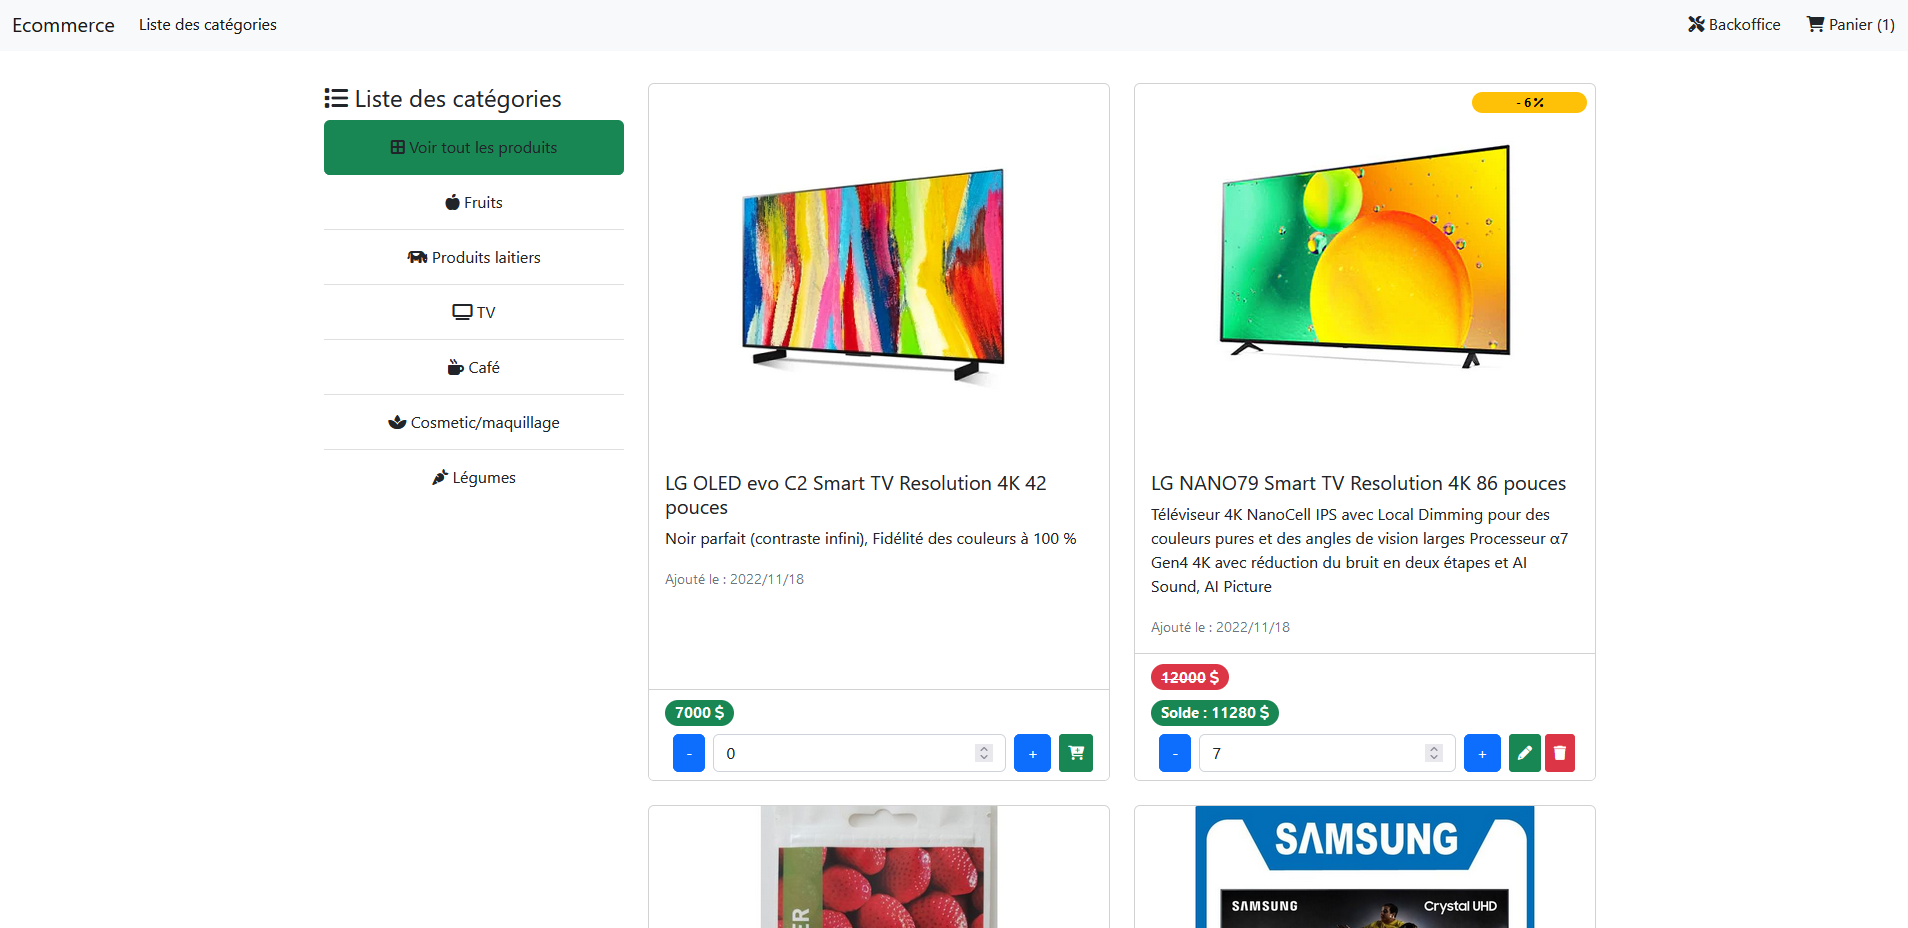 Ecommerce
Liste des catégories
Backoffice
Panier (1)
Liste des catégories
Voir tout les produits
Fruits
Produits laitiers
TV
Café
Cosmetic/maquillage
Légumes
LG OLED evo C2 Smart TV Resolution 4K 42
pouces
Noir parfait (contraste infini), Fidélité des couleurs à 100 %
Ajouté le : 2022/11/18
7000 $
-
0
+
- 6 %
LG NANO79 Smart TV Resolution 4K 86 pouces
Téléviseur 4K NanoCell IPS avec Local Dimming pour des
couleurs pures et des angles de vision larges Processeur α7
Gen4 4K avec réduction du bruit en deux étapes et AI
Sound, AI Picture
Ajouté le : 2022/11/18
12000 $
Solde : 11280 $
-
7
+
SAMSUNG
SAMSUNG
Crystal UHD